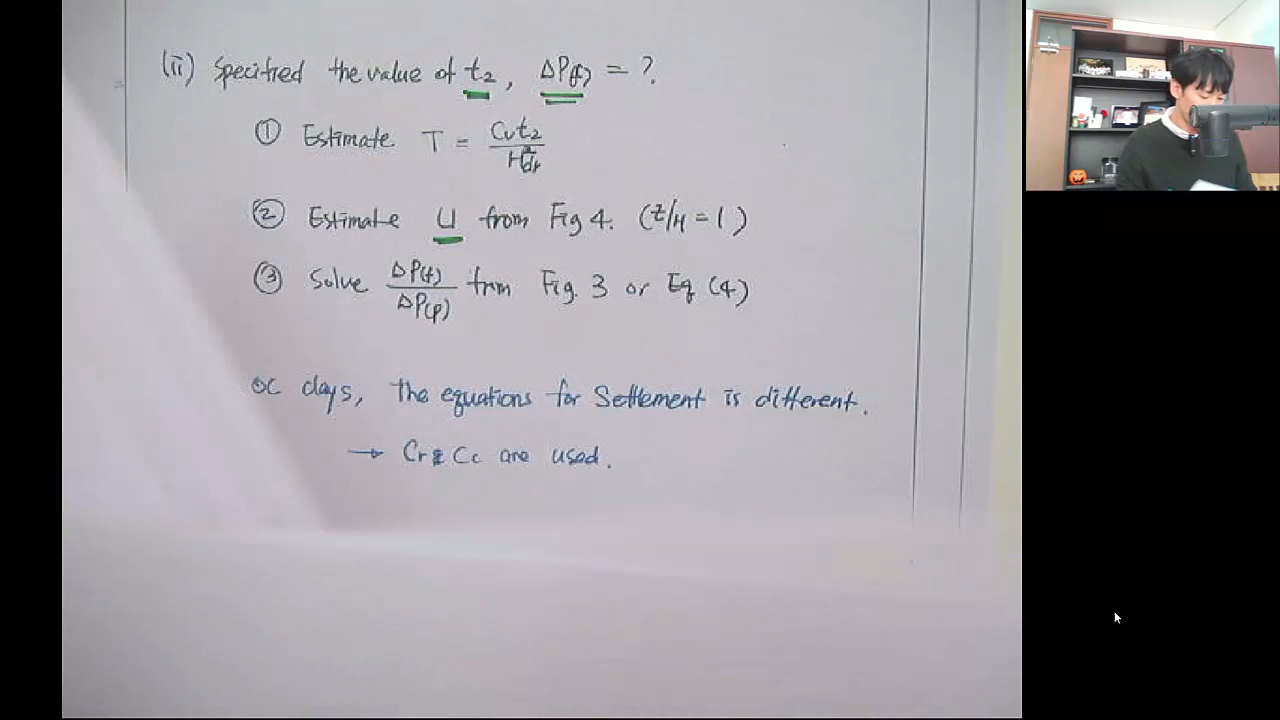 (ii) Specified the value of t₂, ΔP(f) = ?
① Estimate T = Cvt₂/H²dr
② Estimate U from Fig 4. (z/H = 1)
③ Solve ΔP(f)/ΔP(p) from Fig. 3 or Eq (4)
OC clays, the equations for Settlement is different.
→ Cr & Cc are used.